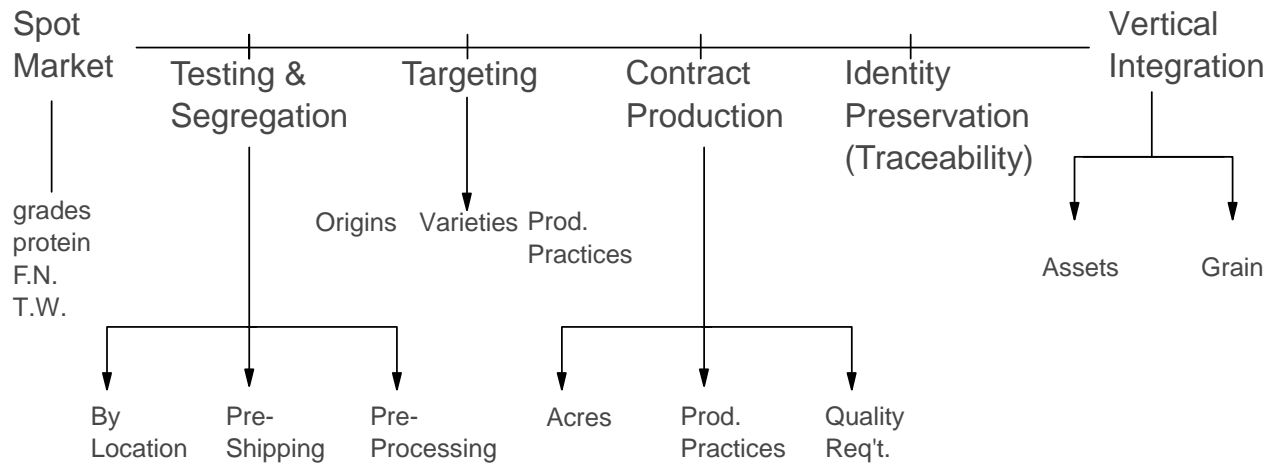 Spot
Market
Testing &
Segregation
Targeting
Contract
Production
Identity
Preservation
(Traceability)
Vertical
Integration
grades
protein
F.N.
T.W.
Origins
Varieties
Prod.
Practices
Assets
Grain
By
Location
Pre-
Shipping
Pre-
Processing
Acres
Prod.
Practices
Quality
Req't.